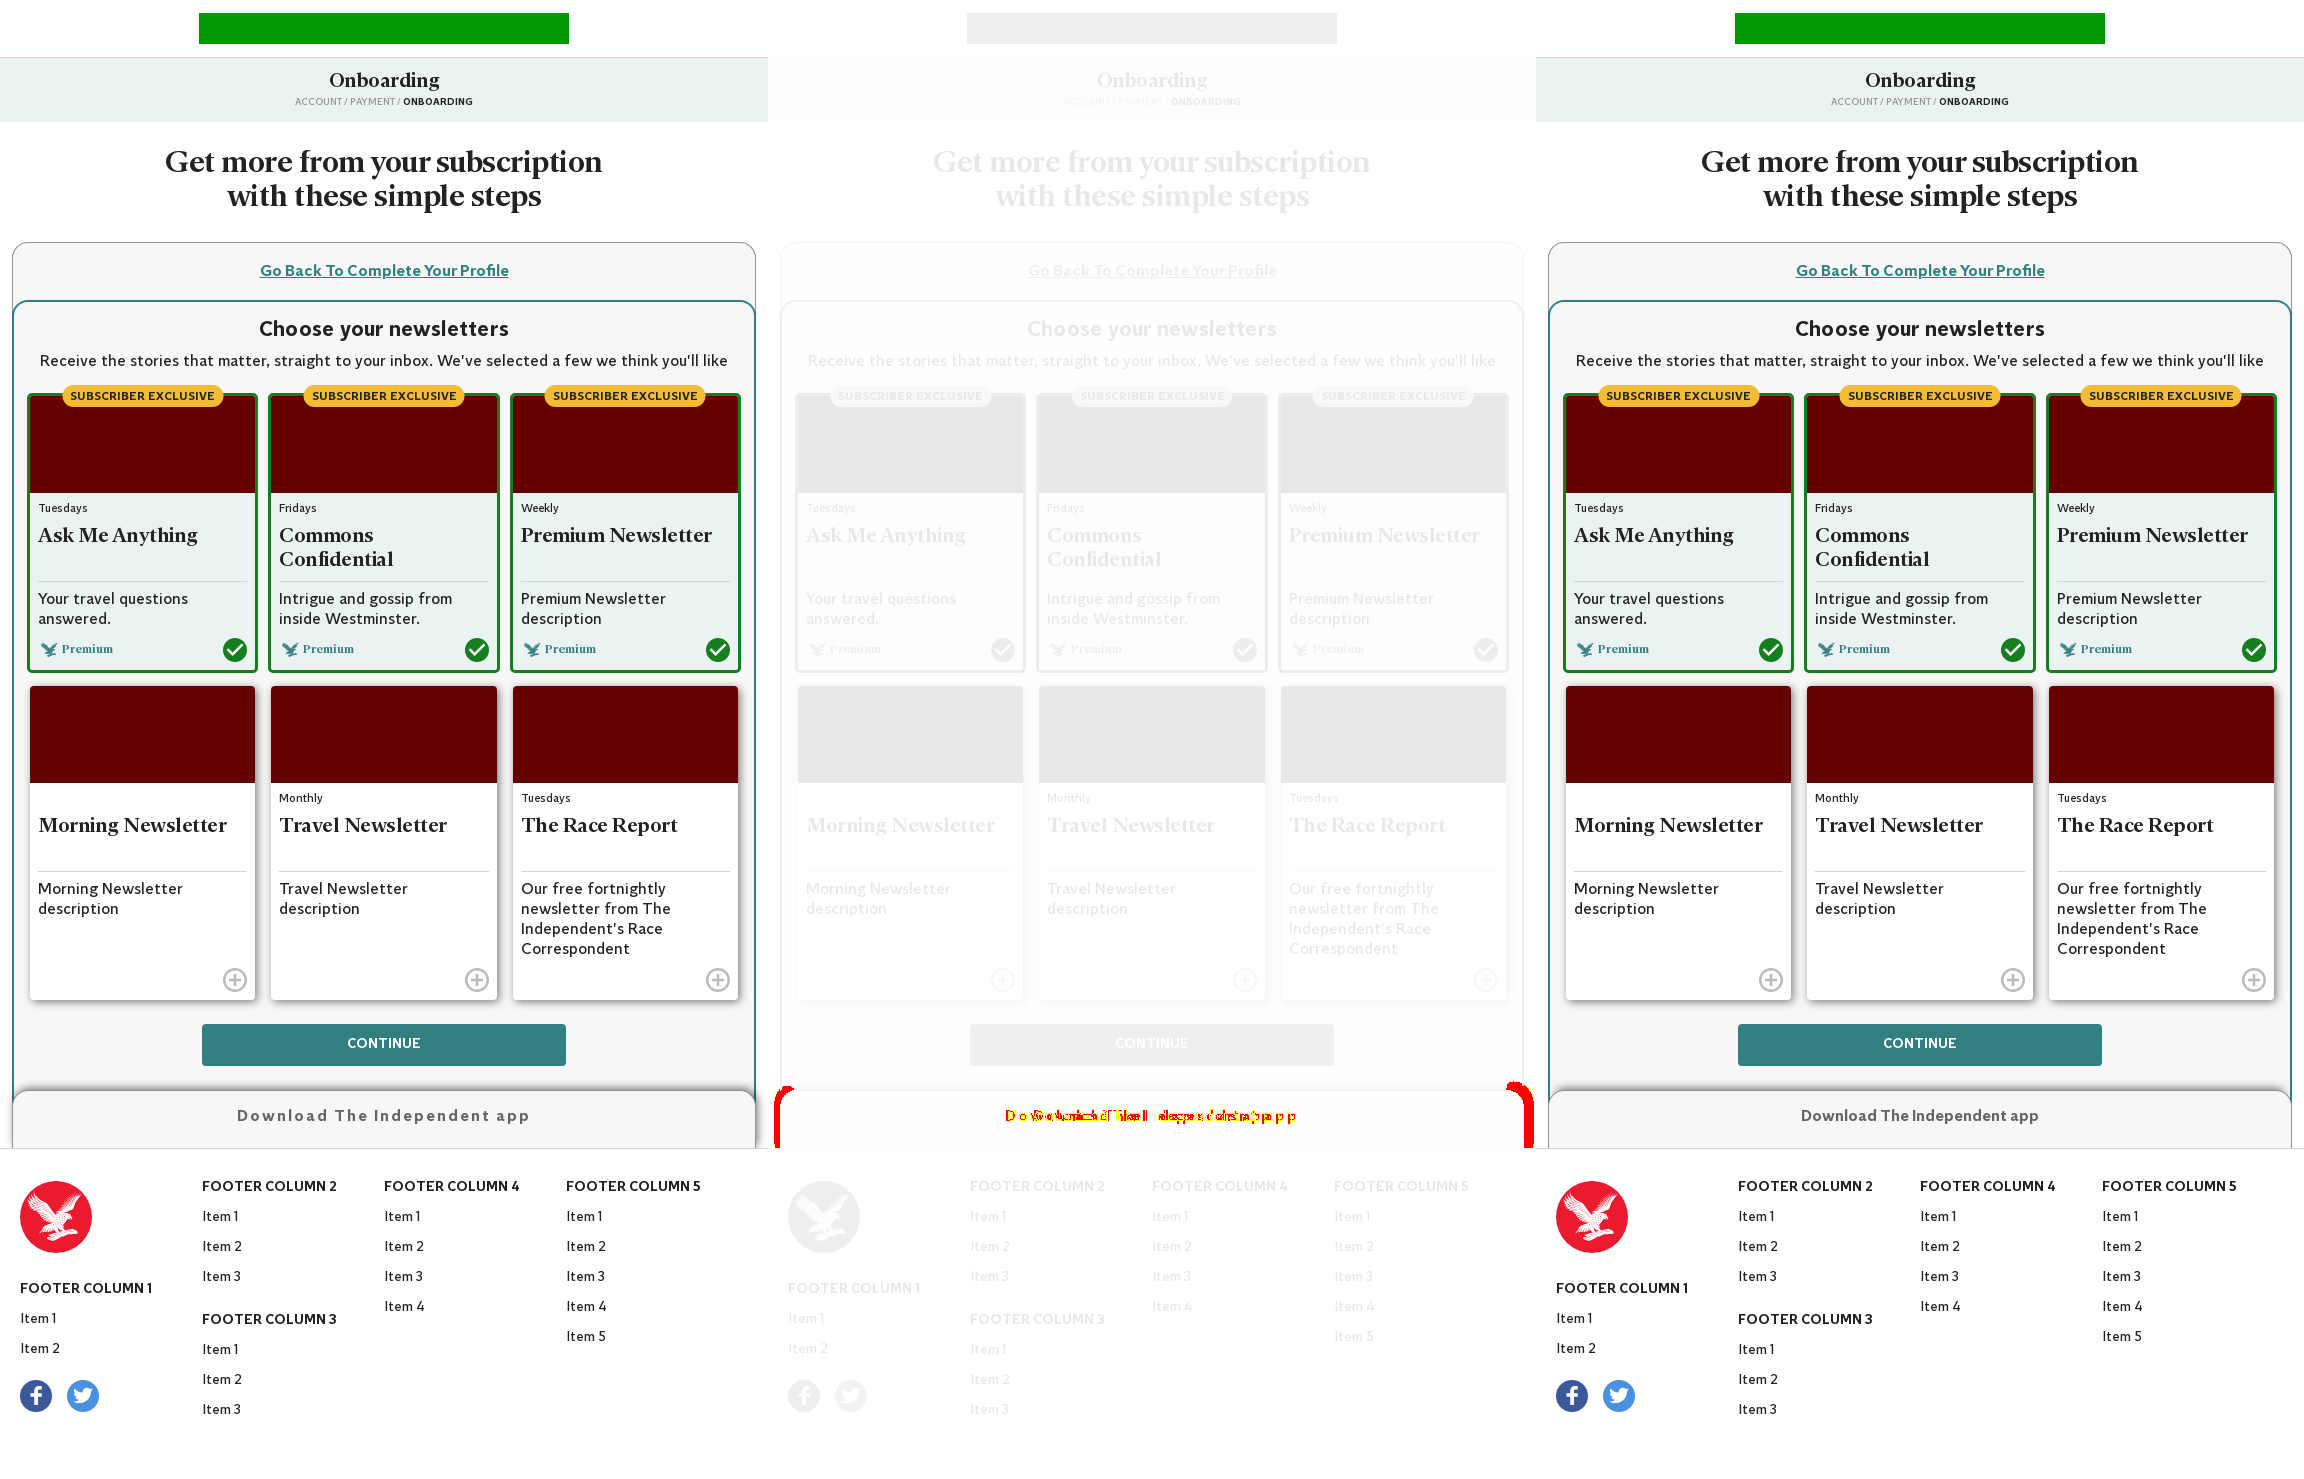 Onboarding
ACCOUNT / PAYMENT / ONBOARDING
Get more from your subscription
with these simple steps
Go Back To Complete Your Profile
Choose your newsletters
Receive the stories that matter, straight to your inbox. We've selected a few we think you'll like
SUBSCRIBER EXCLUSIVE
Tuesdays
Ask Me Anything
Your travel questions
answered.
Premium
SUBSCRIBER EXCLUSIVE
Fridays
Commons
Confidential
Intrigue and gossip from
inside Westminster.
Premium
SUBSCRIBER EXCLUSIVE
Weekly
Premium Newsletter
Premium Newsletter
description
Premium
Morning Newsletter
Morning Newsletter
description
Monthly
Travel Newsletter
Travel Newsletter
description
Tuesdays
The Race Report
Our free fortnightly
newsletter from The
Independent's Race
Correspondent
CONTINUE
Download The Independent app
FOOTER COLUMN 1
Item 1
Item 2
FOOTER COLUMN 2
Item 1
Item 2
Item 3
FOOTER COLUMN 3
Item 1
Item 2
Item 3
FOOTER COLUMN 4
Item 1
Item 2
Item 3
Item 4
FOOTER COLUMN 5
Item 1
Item 2
Item 3
Item 4
Item 5
Onboarding
ACCOUNT / PAYMENT / ONBOARDING
Get more from your subscription
with these simple steps
Go Back To Complete Your Profile
Choose your newsletters
Receive the stories that matter, straight to your inbox. We've selected a few we think you'll like
SUBSCRIBER EXCLUSIVE
Tuesdays
Ask Me Anything
Your travel questions
answered.
Premium
SUBSCRIBER EXCLUSIVE
Fridays
Commons
Confidential
Intrigue and gossip from
inside Westminster.
Premium
SUBSCRIBER EXCLUSIVE
Weekly
Premium Newsletter
Premium Newsletter
description
Premium
Morning Newsletter
Morning Newsletter
description
Monthly
Travel Newsletter
Travel Newsletter
description
Tuesdays
The Race Report
Our free fortnightly
newsletter from The
Independent's Race
Correspondent
CONTINUE
FOOTER COLUMN 1
Item 1
Item 2
FOOTER COLUMN 2
Item 1
Item 2
Item 3
FOOTER COLUMN 3
Item 1
Item 2
Item 3
FOOTER COLUMN 4
Item 1
Item 2
Item 3
Item 4
FOOTER COLUMN 5
Item 1
Item 2
Item 3
Item 4
Item 5
Onboarding
ACCOUNT / PAYMENT / ONBOARDING
Get more from your subscription
with these simple steps
Go Back To Complete Your Profile
Choose your newsletters
Receive the stories that matter, straight to your inbox. We've selected a few we think you'll like
SUBSCRIBER EXCLUSIVE
Tuesdays
Ask Me Anything
Your travel questions
answered.
Premium
SUBSCRIBER EXCLUSIVE
Fridays
Commons
Confidential
Intrigue and gossip from
inside Westminster.
Premium
SUBSCRIBER EXCLUSIVE
Weekly
Premium Newsletter
Premium Newsletter
description
Premium
Morning Newsletter
Morning Newsletter
description
Monthly
Travel Newsletter
Travel Newsletter
description
Tuesdays
The Race Report
Our free fortnightly
newsletter from The
Independent's Race
Correspondent
CONTINUE
Download The Independent app
FOOTER COLUMN 1
Item 1
Item 2
FOOTER COLUMN 2
Item 1
Item 2
Item 3
FOOTER COLUMN 3
Item 1
Item 2
Item 3
FOOTER COLUMN 4
Item 1
Item 2
Item 3
Item 4
FOOTER COLUMN 5
Item 1
Item 2
Item 3
Item 4
Item 5